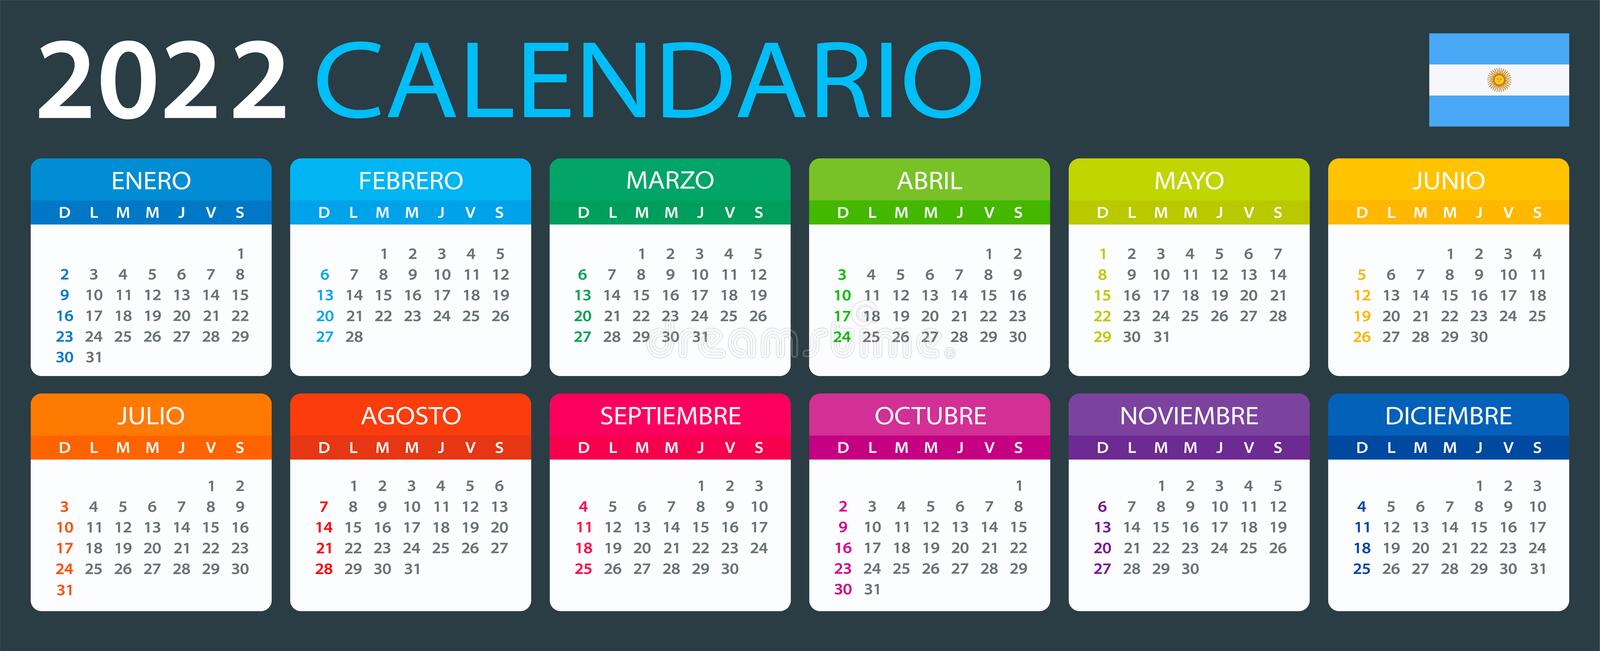 2022 CALENDARIO
ENERO
D L M M J V S
1
2 3 4 5 6 7 8
9 10 11 12 13 14 15
16 17 18 19 20 21 22
23 24 25 26 27 28 29
30 31
FEBRERO
D L M M J V S
1 2 3 4 5
6 7 8 9 10 11 12
13 14 15 16 17 18 19
20 21 22 23 24 25 26
27 28
MARZO
D L M M J V S
1 2 3 4 5
6 7 8 9 10 11 12
13 14 15 16 17 18 19
20 21 22 23 24 25 26
27 28 29 30 31
ABRIL
D L M M J V S
1 2
3 4 5 6 7 8 9
10 11 12 13 14 15 16
17 18 19 20 21 22 23
24 25 26 27 28 29 30
MAYO
D L M M J V S
1 2 3 4 5 6 7
8 9 10 11 12 13 14
15 16 17 18 19 20 21
22 23 24 25 26 27 28
29 30 31
JUNIO
D L M M J V S
1 2 3 4
5 6 7 8 9 10 11
12 13 14 15 16 17 18
19 20 21 22 23 24 25
26 27 28 29 30
JULIO
D L M M J V S
1 2
3 4 5 6 7 8 9
10 11 12 13 14 15 16
17 18 19 20 21 22 23
24 25 26 27 28 29 30
31
AGOSTO
D L M M J V S
1 2 3 4 5 6
7 8 9 10 11 12 13
14 15 16 17 18 19 20
21 22 23 24 25 26 27
28 29 30 31
SEPTIEMBRE
D L M M J V S
1 2 3
4 5 6 7 8 9 10
11 12 13 14 15 16 17
18 19 20 21 22 23 24
25 26 27 28 29 30
OCTUBRE
D L M M J V S
1
2 3 4 5 6 7 8
9 10 11 12 13 14 15
16 17 18 19 20 21 22
23 24 25 26 27 28 29
30 31
NOVIEMBRE
D L M M J V S
1 2 3 4 5
6 7 8 9 10 11 12
13 14 15 16 17 18 19
20 21 22 23 24 25 26
27 28 29 30
DICIEMBRE
D L M M J V S
1 2 3
4 5 6 7 8 9 10
11 12 13 14 15 16 17
18 19 20 21 22 23 24
25 26 27 28 29 30 31
dreamstime.com